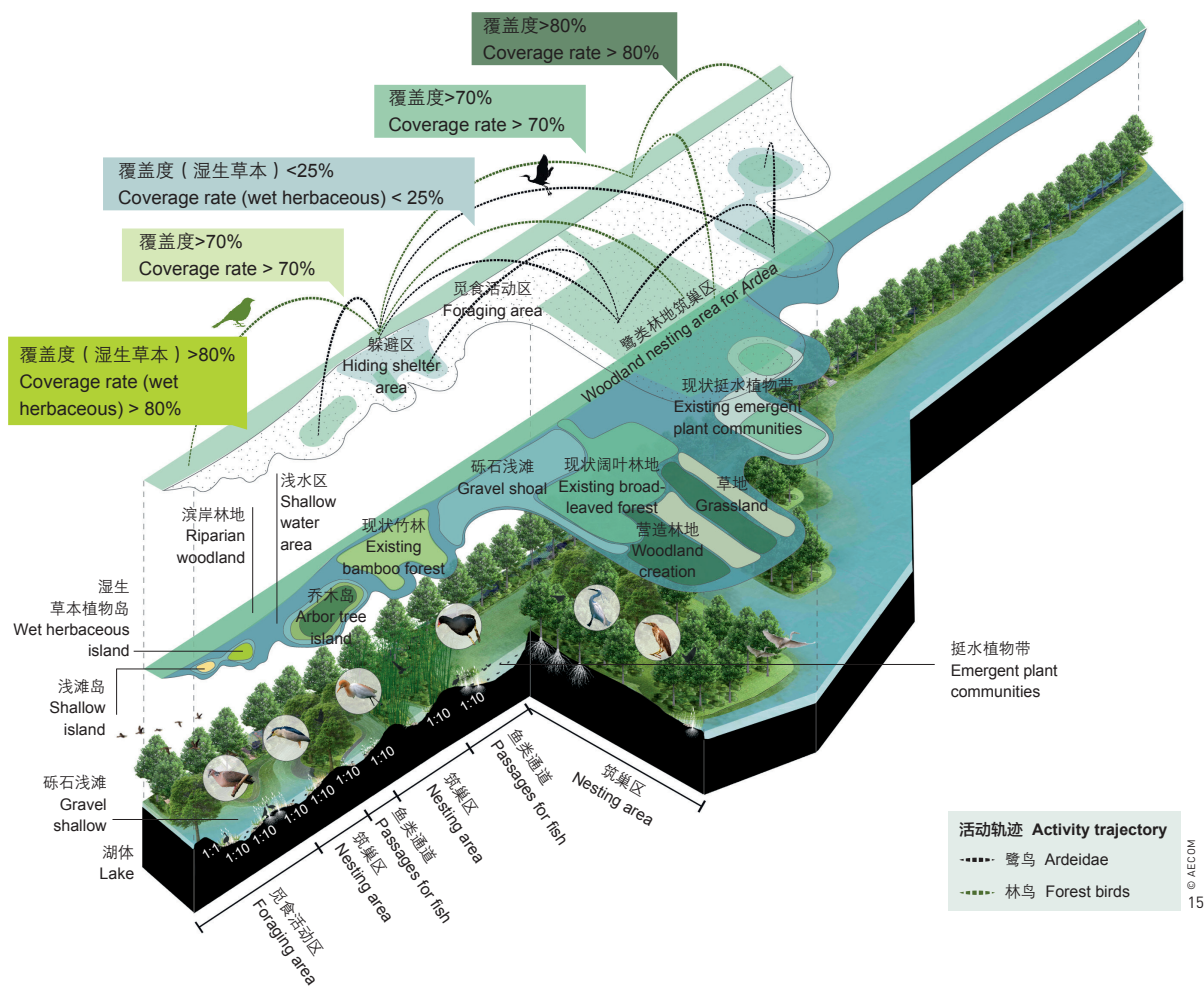 覆盖度>80%
Coverage rate > 80%
覆盖度>70%
Coverage rate > 70%
覆盖度（湿生草本）<25%
Coverage rate (wet herbaceous) < 25%
覆盖度>70%
Coverage rate > 70%
覆盖度（湿生草本）>80%
Coverage rate (wet
herbaceous) > 80%
觅食活动区
Foraging area
躲避区
Hiding shelter
area
鹭类林地筑巢区
Woodland nesting area for Ardea
现状挺水植物带
Existing emergent
plant communities
砾石浅滩
Gravel shoal
现状阔叶林地
Existing broad-
leaved forest
草地
Grassland
营造林地
Woodland
creation
浅水区
Shallow
water
area
滨岸林地
Riparian
woodland
现状竹林
Existing
bamboo forest
乔木岛
Arbor tree
island
湿生
草本植物岛
Wet herbaceous
island
浅滩岛
Shallow
island
砾石浅滩
Gravel
shallow
湖体
Lake
挺水植物带
Emergent plant
communities
1:1
1:10
1:10
1:10
1:10
1:10
1:10
1:10
1:10
觅食活动区
Foraging area
筑巢区
Nesting area
鱼类通道
Passages for fish
筑巢区
Nesting area
鱼类通道
Passages for fish
筑巢区
Nesting area
活动轨迹 Activity trajectory
鹭鸟 Ardeidae
林鸟 Forest birds
© AECOM
15